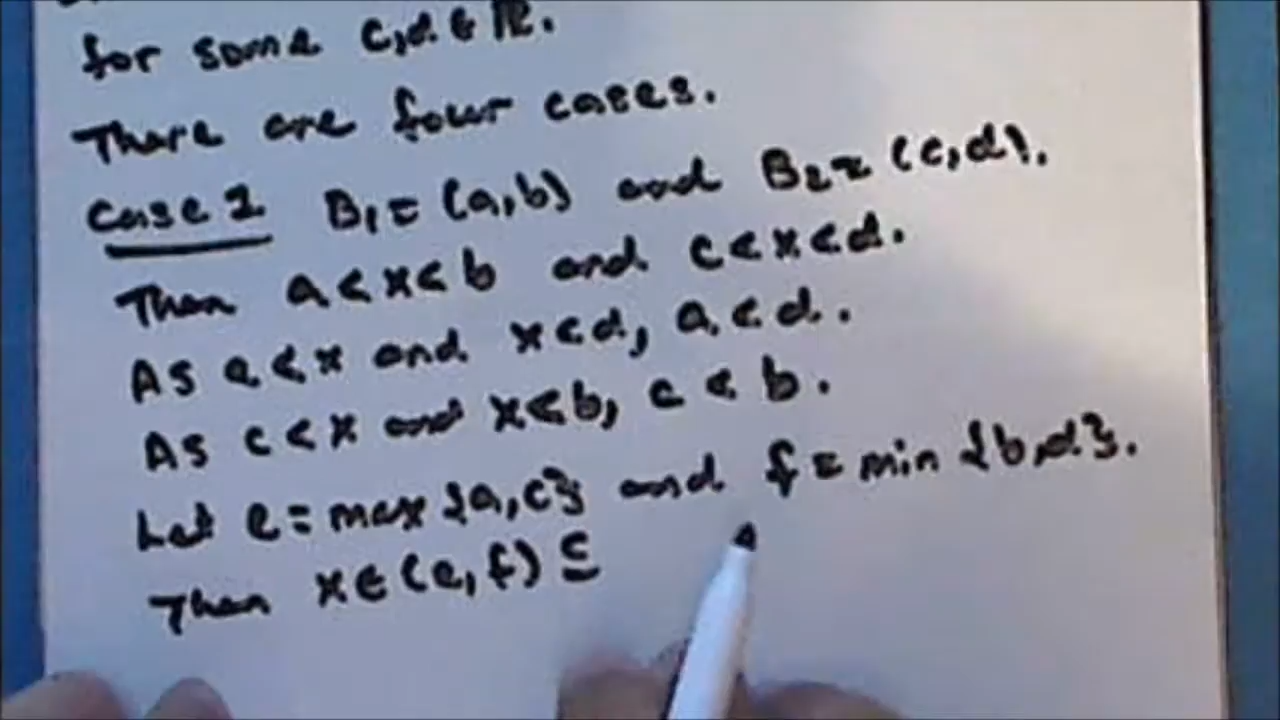 for some c,d ∈ ℝ.
There are four cases.
Case 1 B₁ = (a,b) and B₂ = (c,d).
Then a < x < b and c < x < d.
As a < x and x < d, a < d.
As c < x and x < b, c < b.
Let e = max {a,c} and f = min {b,d}.
Then x ∈ (e,f) ⊆